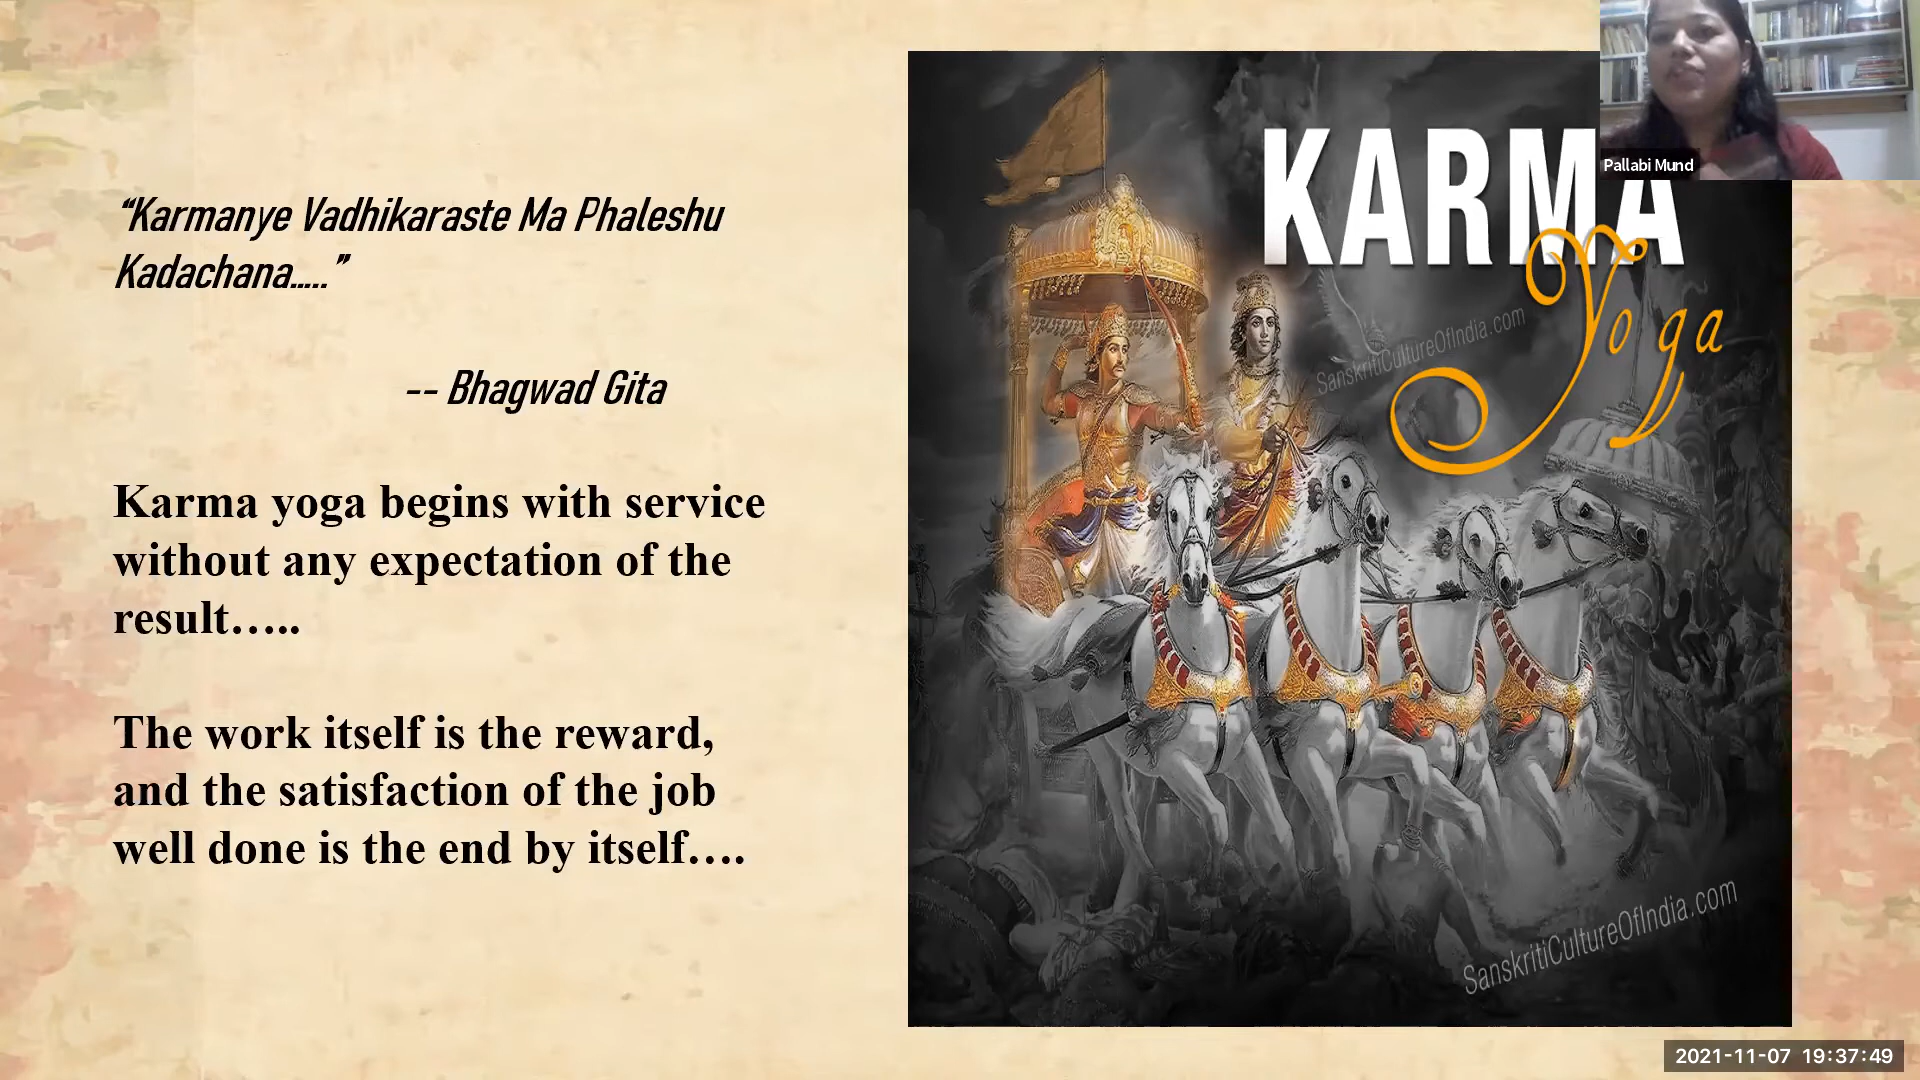 “Karmanye Vadhikaraste Ma Phaleshu
Kadachana.....”
-- Bhagwad Gita
Karma yoga begins with service
without any expectation of the
result…..
The work itself is the reward,
and the satisfaction of the job
well done is the end by itself….
KARMA
Yoga
SanskritiCultureOfIndia.com
SanskritiCultureOfIndia.com
Pallabi Mund
2021-11-07 19:37:49